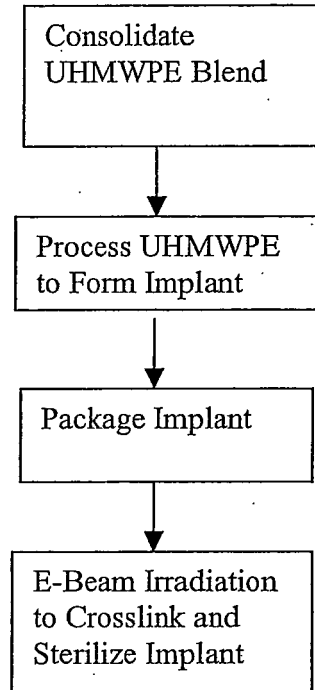 Consolidate
UHMWPE Blend
Process UHMWPE
to Form Implant
Package Implant
E-Beam Irradiation
to Crosslink and
Sterilize Implant